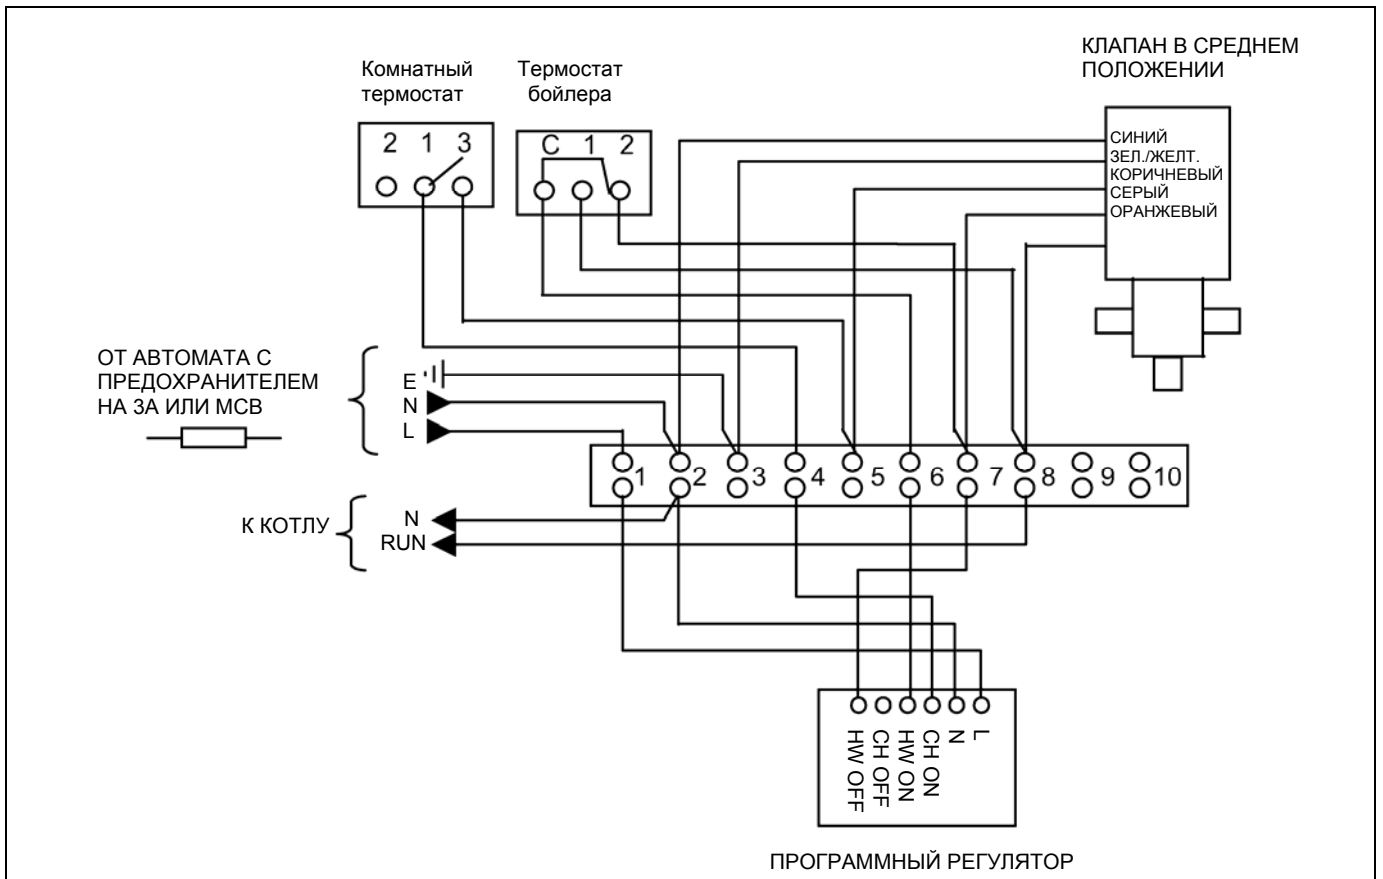 КЛАПАН В СРЕДНЕМ
ПОЛОЖЕНИИ
Комнатный
термостат
Термостат
бойлера
2 1 3
C 1 2
СИНИЙ
ЗЕЛ./ЖЕЛТ.
КОРИЧНЕВЫЙ
СЕРЫЙ
ОРАНЖЕВЫЙ
ОТ АВТОМАТА С
ПРЕДОХРАНИТЕЛЕМ
НА 3А ИЛИ МСВ
E
N
L
1 2 3 4 5 6 7 8 9 10
К КОТЛУ
N
RUN
HW OFF
CH OFF
HW ON
CH ON
N
L
ПРОГРАММНЫЙ РЕГУЛЯТОР